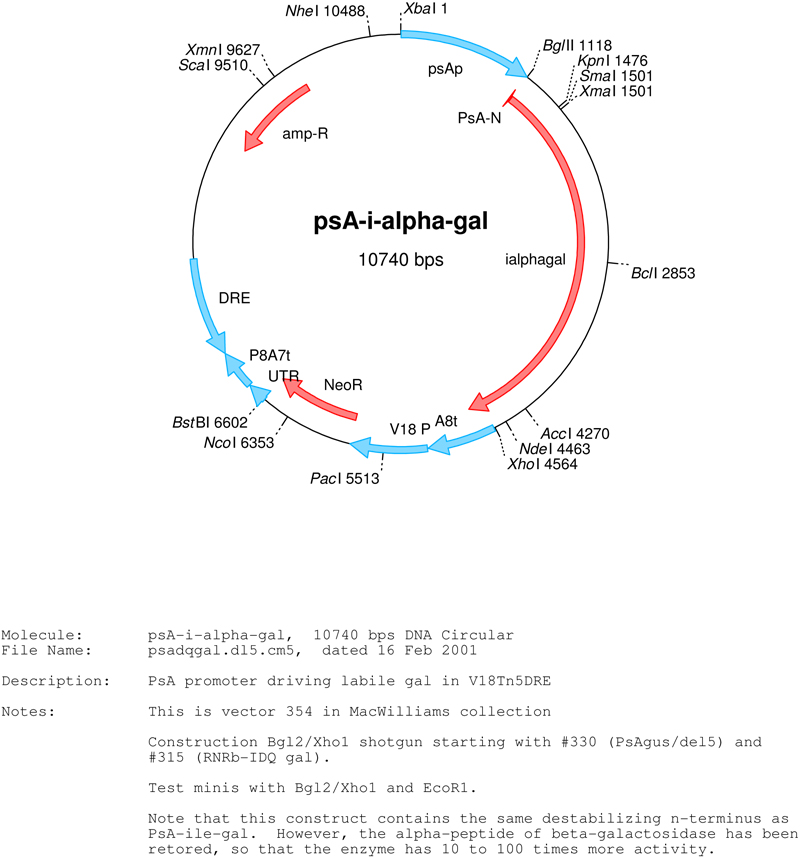 NheI 10488
XbaI 1
XmnI 9627
ScaI 9510
BglII 1118
KpnI 1476
SmaI 1501
XmaI 1501
psAp
PsA-N
amp-R
psA-i-alpha-gal
10740 bps
ialphagal
BclI 2853
DRE
P8A7t
UTR
NeoR
V18 P
A8t
BstBI 6602
NcoI 6353
PacI 5513
AccI 4270
NdeI 4463
XhoI 4564
Molecule: psA-i-alpha-gal, 10740 bps DNA Circular
File Name: psadqgal.dl5.cm5, dated 16 Feb 2001
Description: PsA promoter driving labile gal in V18Tn5DRE
Notes: This is vector 354 in MacWilliams collection
Construction Bgl2/Xho1 shotgun starting with #330 (PsAgus/del5) and
#315 (RNRb-IDQ gal).
Test minis with Bgl2/Xho1 and EcoR1.
Note that this construct contains the same destabilizing n-terminus as
PsA-ile-gal. However, the alpha-peptide of beta-galactosidase has been
retored, so that the enzyme has 10 to 100 times more activity.